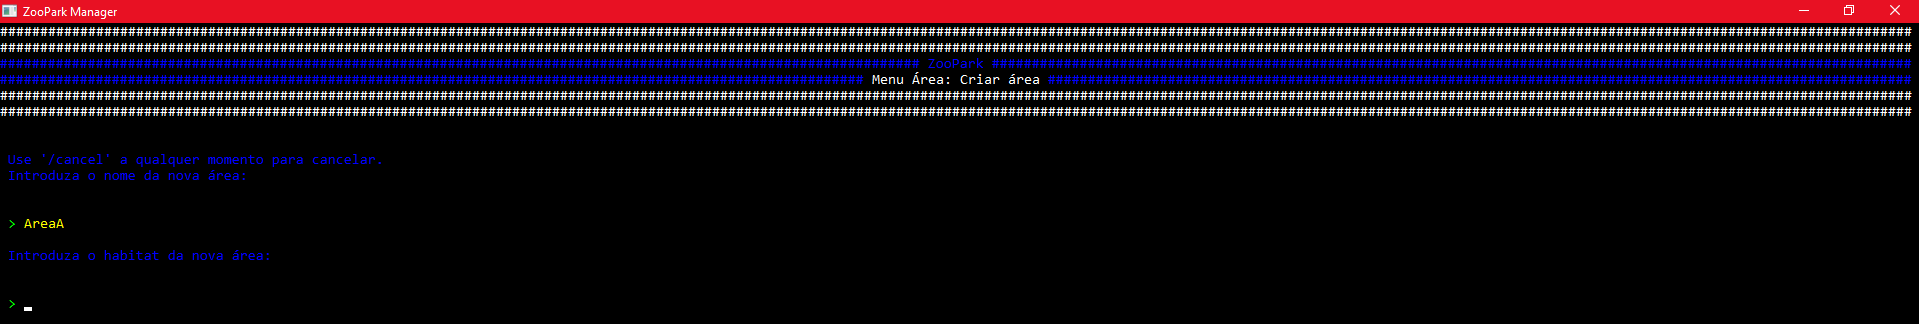 ZooPark Manager
ZooPark
Menu Área: Criar área
Use '/cancel' a qualquer momento para cancelar.
Introduza o nome da nova área:
> AreaA
Introduza o habitat da nova área:
>